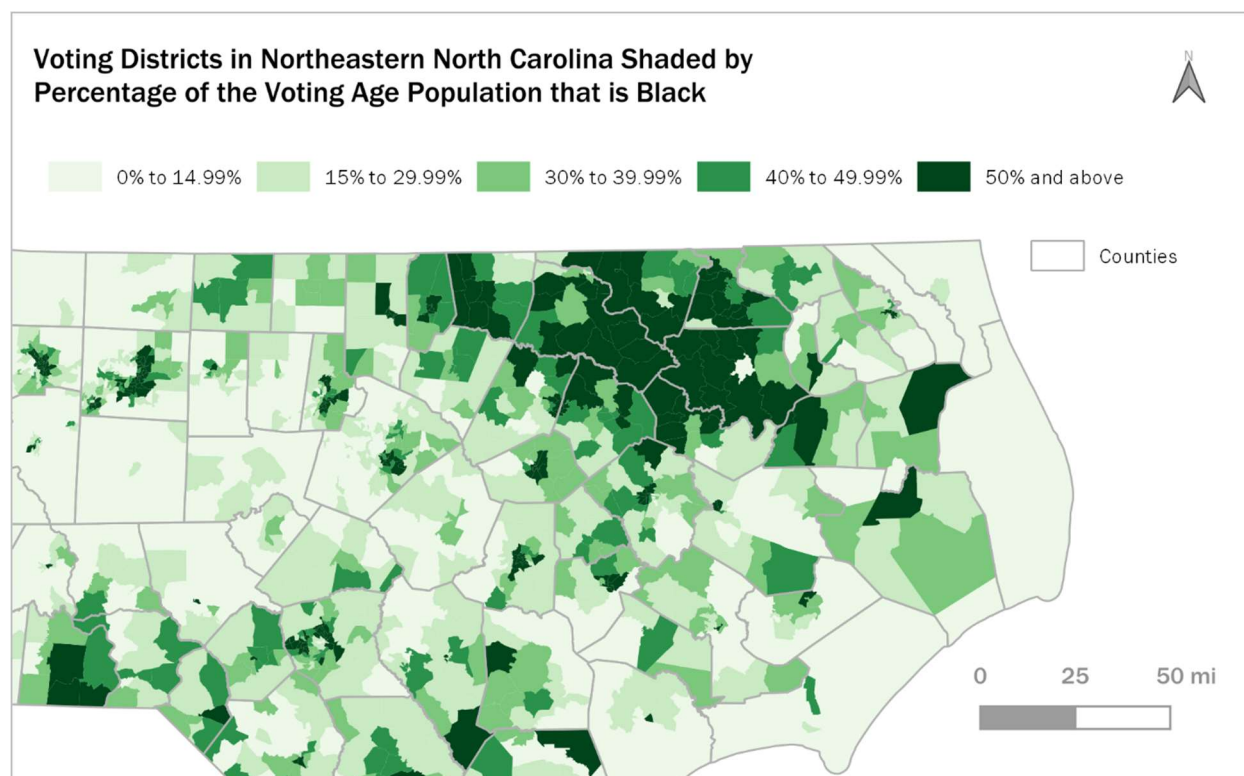 Voting Districts in Northeastern North Carolina Shaded by
Percentage of the Voting Age Population that is Black
N
0% to 14.99%
15% to 29.99%
30% to 39.99%
40% to 49.99%
50% and above
Counties
0 25 50 mi